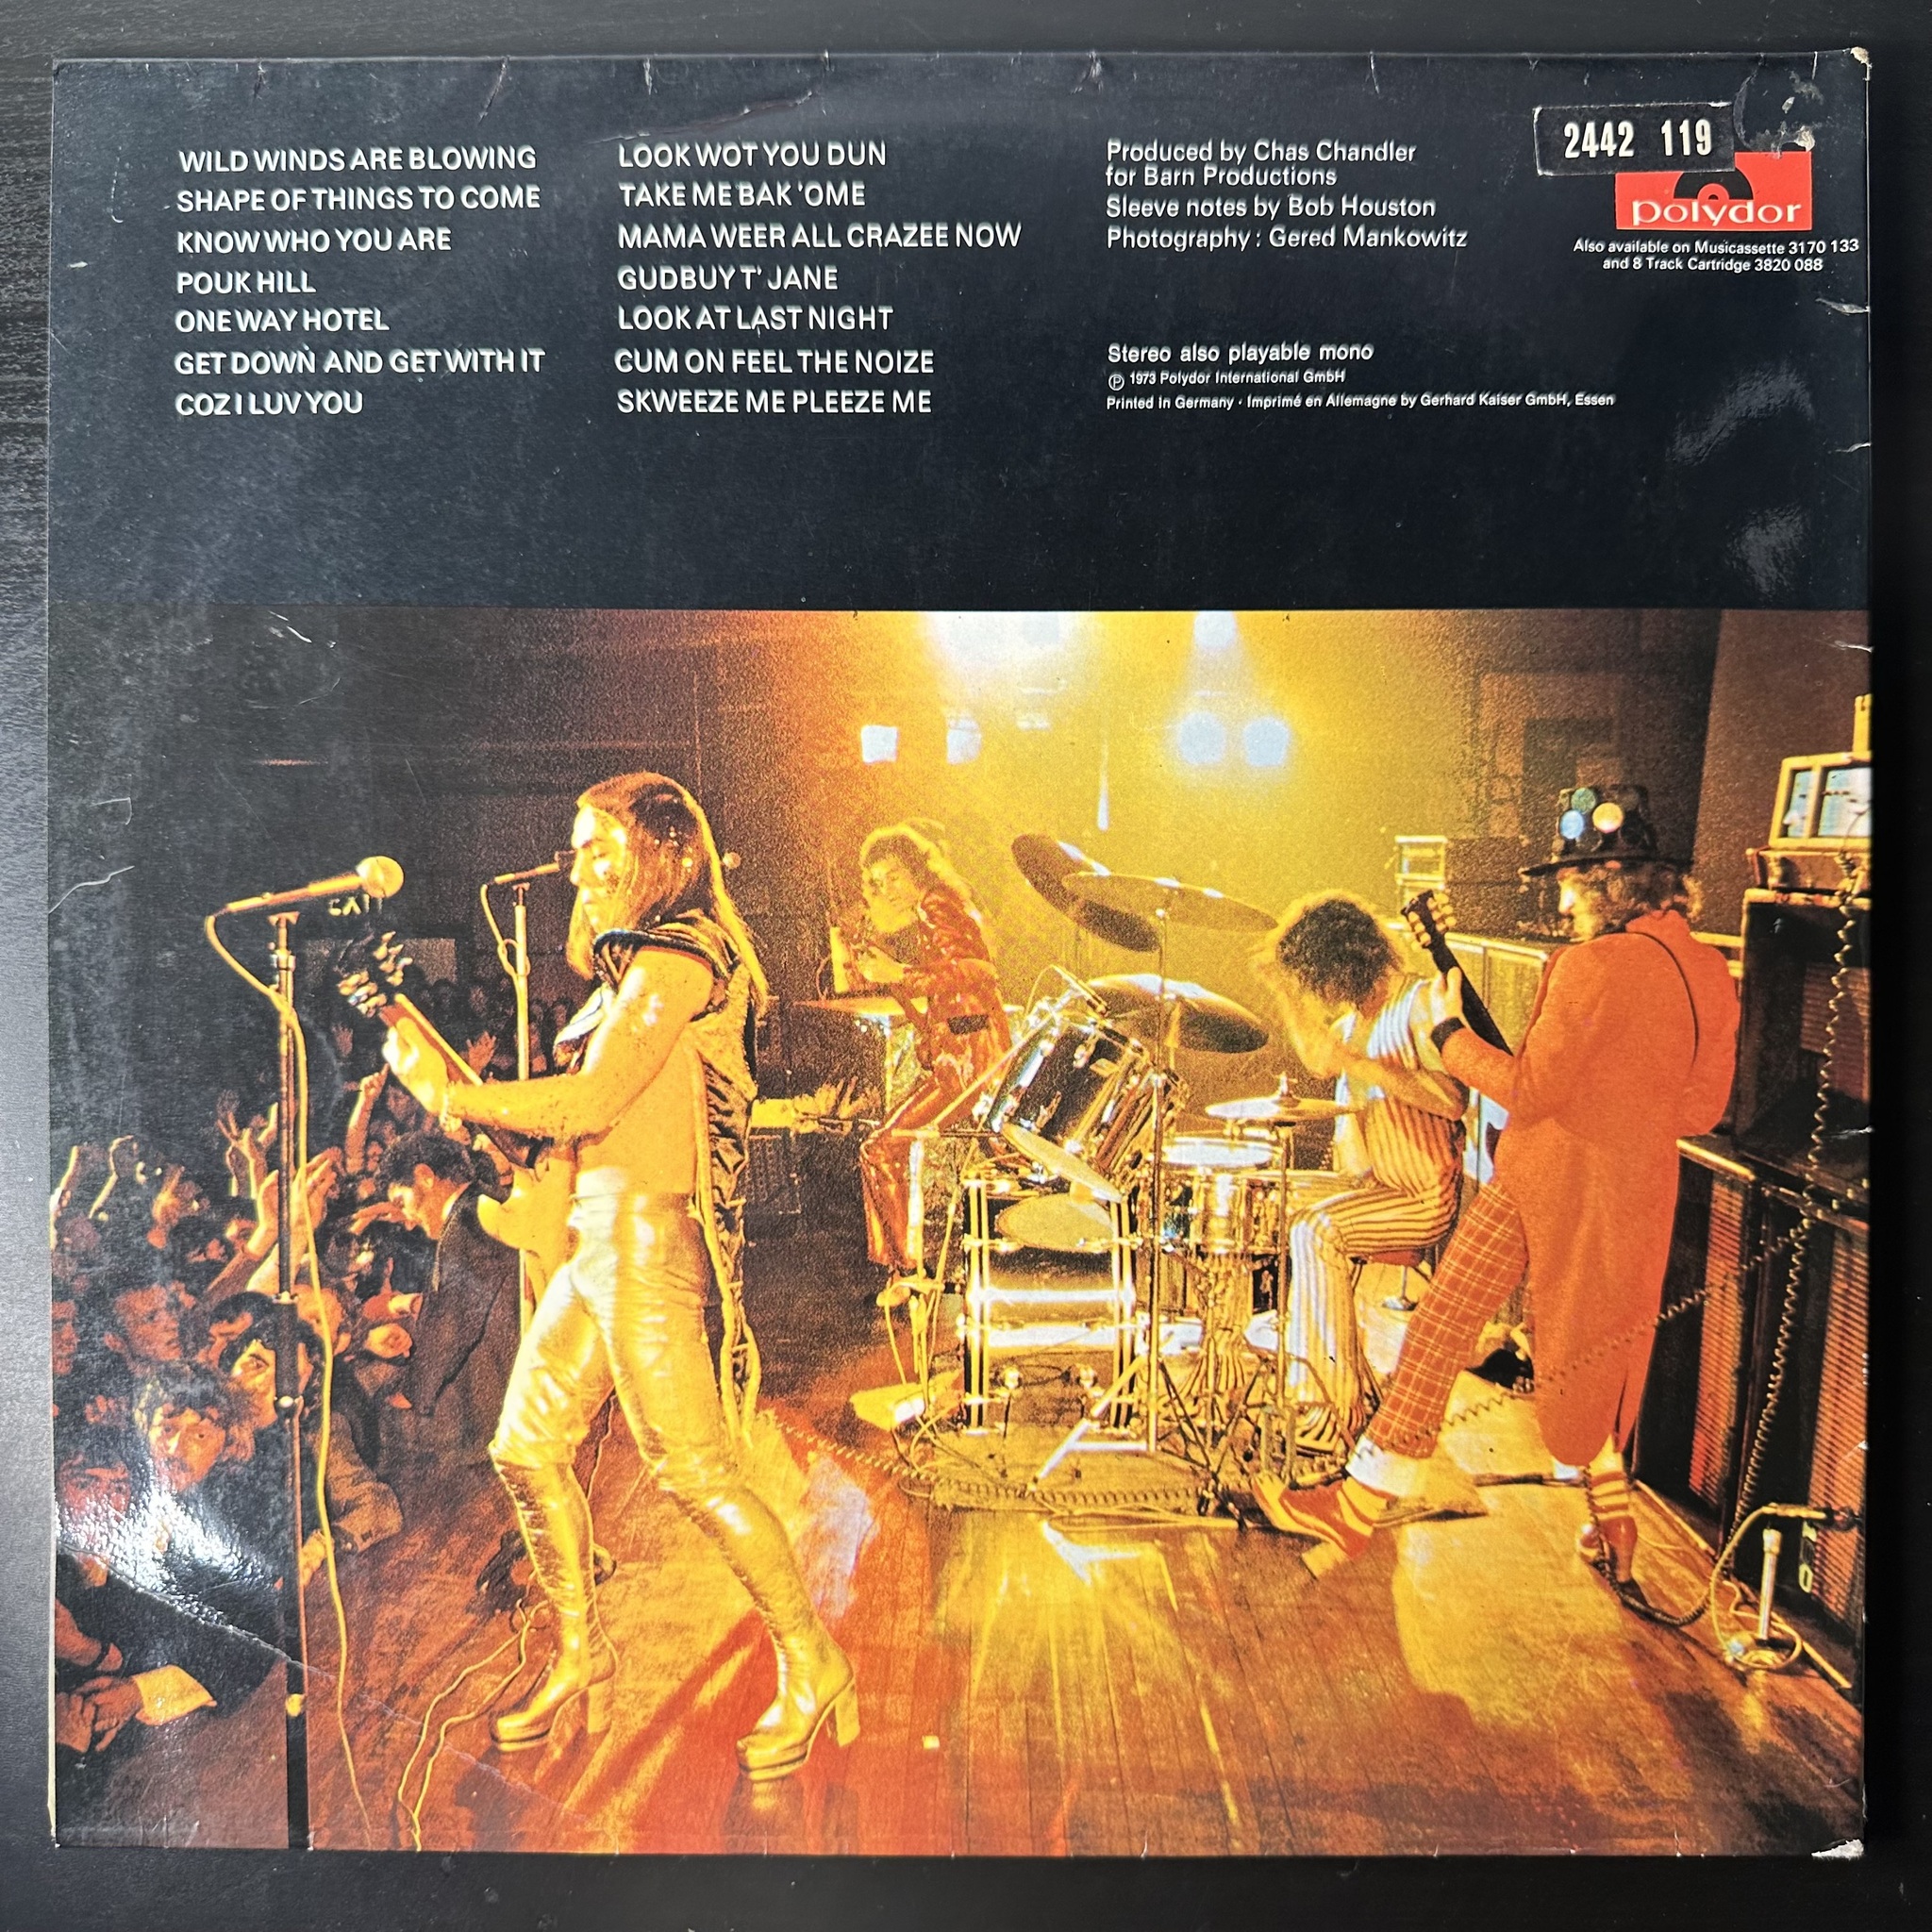 WILD WINDS ARE BLOWING
SHAPE OF THINGS TO COME
KNOW WHO YOU ARE
POUK HILL
ONE WAY HOTEL
GET DOWN AND GET WITH IT
COZ I LUV YOU
LOOK WOT YOU DUN
TAKE ME BAK 'OME
MAMA WEER ALL CRAZEE NOW
GUDBUY T' JANE
LOOK AT LAST NIGHT
CUM ON FEEL THE NOIZE
SKWEEZE ME PLEEZE ME
Produced by Chas Chandler
for Barn Productions
Sleeve notes by Bob Houston
Photography : Gered Mankowitz
Stereo also playable mono
℗ 1973 Polydor International GmbH
Printed in Germany · Imprimé en Allemagne by Gerhard Kaiser GmbH, Essen
2442 119
polydor
Also available on Musicassette 3170 133
and 8 Track Cartridge 3820 088